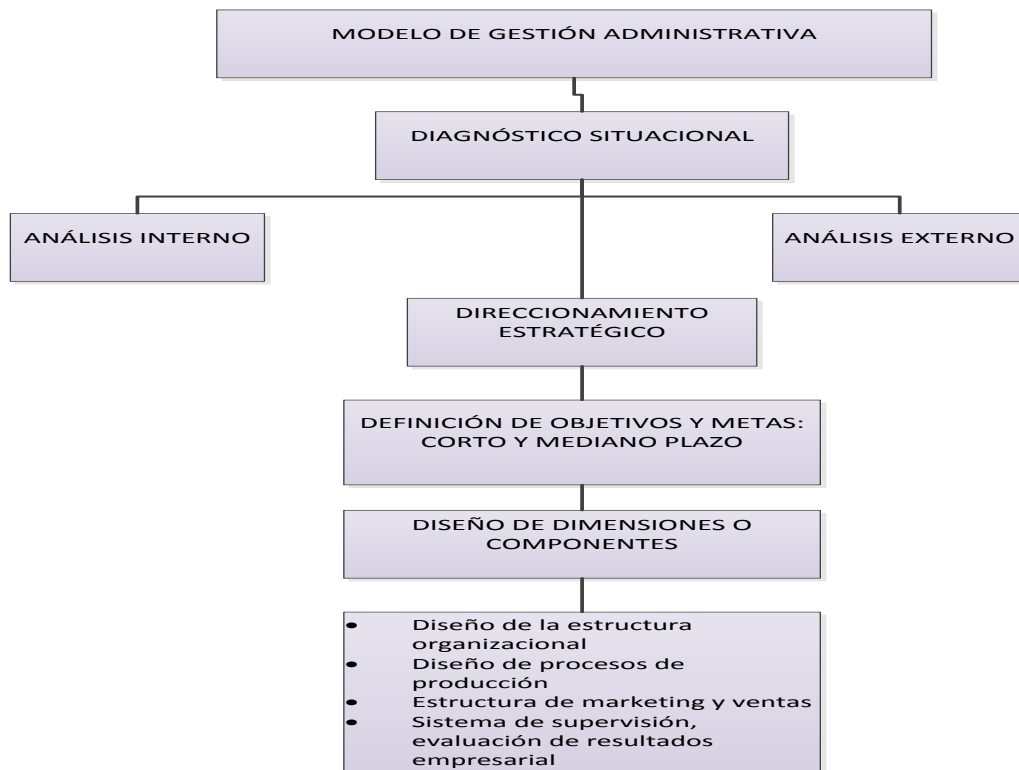 MODELO DE GESTIÓN ADMINISTRATIVA
DIAGNÓSTICO SITUACIONAL
ANÁLISIS INTERNO
ANÁLISIS EXTERNO
DIRECCIONAMIENTO
ESTRATÉGICO
DEFINICIÓN DE OBJETIVOS Y METAS:
CORTO Y MEDIANO PLAZO
DISEÑO DE DIMENSIONES O
COMPONENTES
• Diseño de la estructura
organizacional
• Diseño de procesos de
producción
• Estructura de marketing y ventas
• Sistema de supervisión,
evaluación de resultados
empresarial